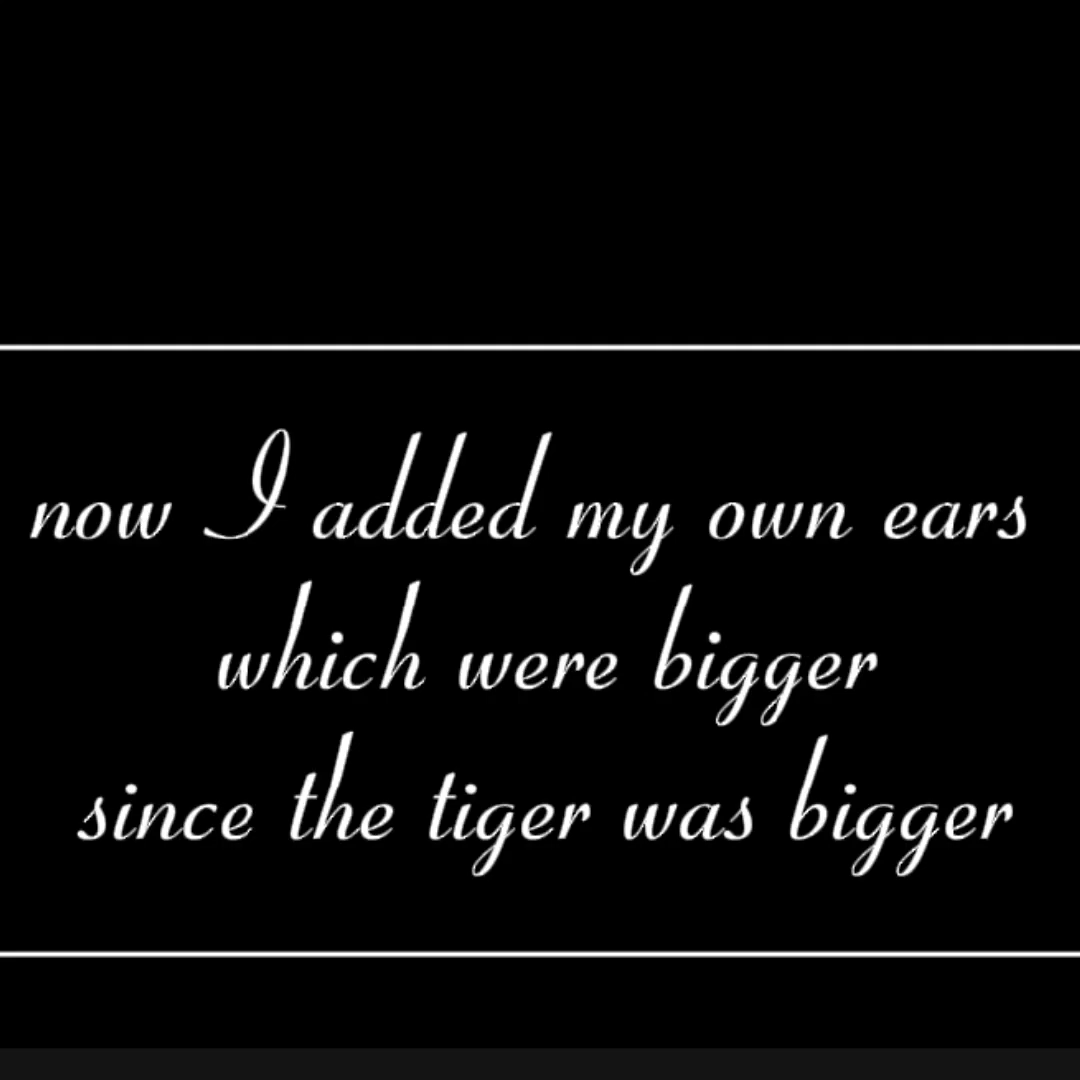 now I added my own ears
which were bigger
since the tiger was bigger